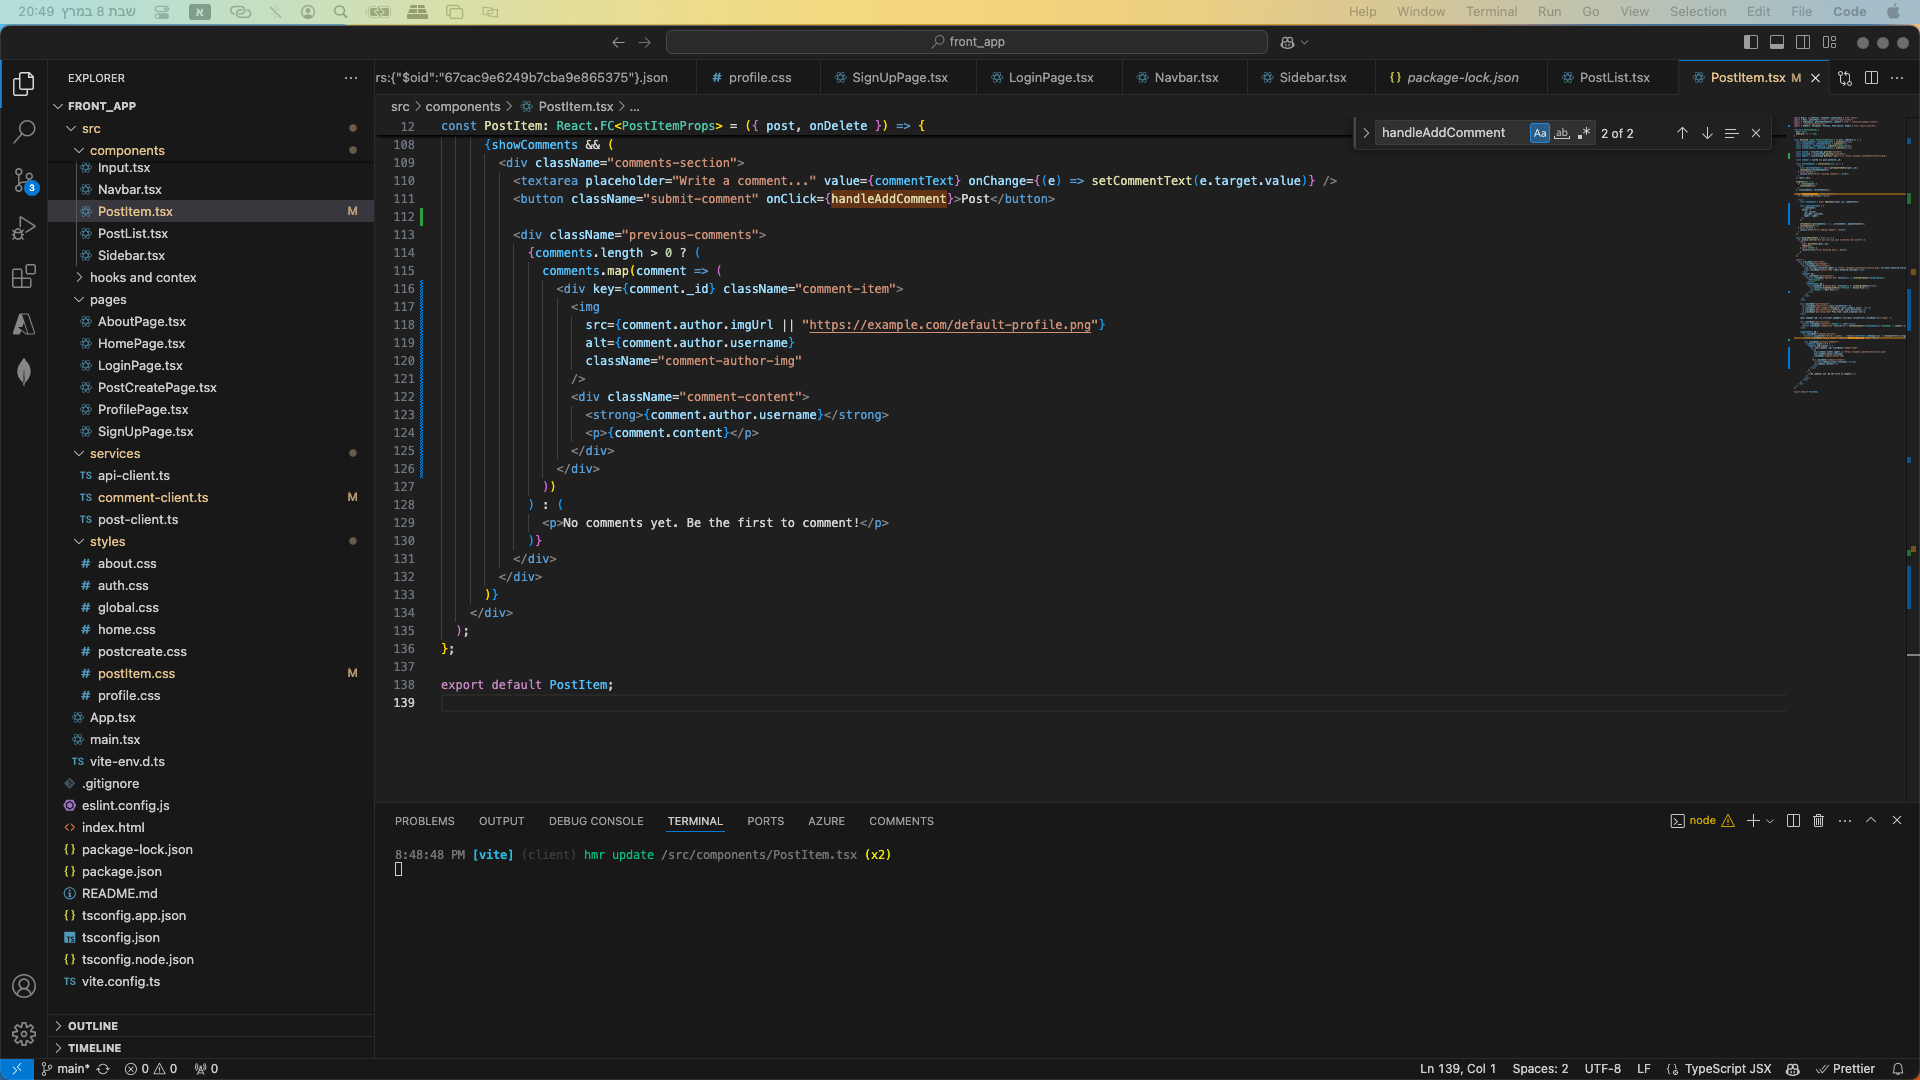 20:49 שבת 8 במרץ
Help Window Terminal Run Go View Selection Edit File Code
front_app
EXPLORER
rs:{"$oid":"67cac9e6249b7cba9e865375"}.json
profile.css
SignUpPage.tsx
LoginPage.tsx
Navbar.tsx
Sidebar.tsx
package-lock.json
PostList.tsx
PostItem.tsx M
FRONT_APP
src
components
Input.tsx
Navbar.tsx
PostItem.tsx M
PostList.tsx
Sidebar.tsx
hooks and contex
pages
AboutPage.tsx
HomePage.tsx
LoginPage.tsx
PostCreatePage.tsx
ProfilePage.tsx
SignUpPage.tsx
services
TS api-client.ts
TS comment-client.ts M
TS post-client.ts
styles
# about.css
# auth.css
# global.css
# home.css
# postcreate.css
# postItem.css M
# profile.css
App.tsx
main.tsx
TS vite-env.d.ts
.gitignore
eslint.config.js
index.html
package-lock.json
package.json
README.md
tsconfig.app.json
tsconfig.json
tsconfig.node.json
TS vite.config.ts
OUTLINE
TIMELINE
src > components > PostItem.tsx > ...
handleAddComment Aa ab 2 of 2
12 const PostItem: React.FC<PostItemProps> = ({ post, onDelete }) => {
108 {showComments && (
109 <div className="comments-section">
110 <textarea placeholder="Write a comment..." value={commentText} onChange={(e) => setCommentText(e.target.value)} />
111 <button className="submit-comment" onClick={handleAddComment}>Post</button>
112
113 <div className="previous-comments">
114 {comments.length > 0 ? (
115 comments.map(comment => (
116 <div key={comment._id} className="comment-item">
117 <img
118 src={comment.author.imgUrl || "https://example.com/default-profile.png"}
119 alt={comment.author.username}
120 className="comment-author-img"
121 />
122 <div className="comment-content">
123 <strong>{comment.author.username}</strong>
124 <p>{comment.content}</p>
125 </div>
126 </div>
127 ))
128 ) : (
129 <p>No comments yet. Be the first to comment!</p>
130 )}
131 </div>
132 </div>
133 )}
134 </div>
135 );
136 };
137
138 export default PostItem;
139
PROBLEMS OUTPUT DEBUG CONSOLE TERMINAL PORTS AZURE COMMENTS
node
8:48:48 PM [vite] (client) hmr update /src/components/PostItem.tsx (x2)
3
main* 0 0 0
Ln 139, Col 1 Spaces: 2 UTF-8 LF TypeScript JSX Prettier